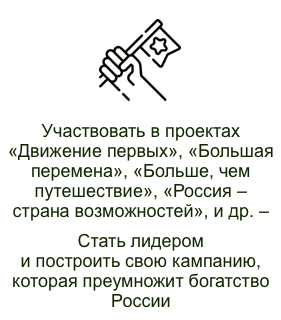 Участвовать в проектах
«Движение первых», «Большая
перемена», «Больше, чем
путешествие», «Россия –
страна возможностей», и др. –
Стать лидером
и построить свою кампанию,
которая преумножит богатство
России